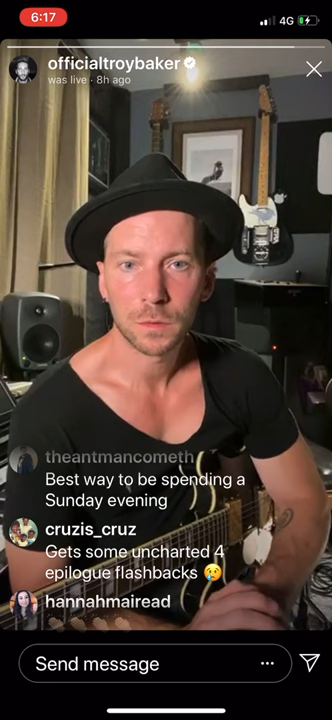 6:17
4G
officialtroybaker
was live · 8h ago
theantmancometh
Best way to be spending a
Sunday evening
cruzis_cruz
Gets some uncharted 4
epilogue flashbacks 😢
hannahmairead
👏🏻👏🏻👏🏻👏🏻
Send message